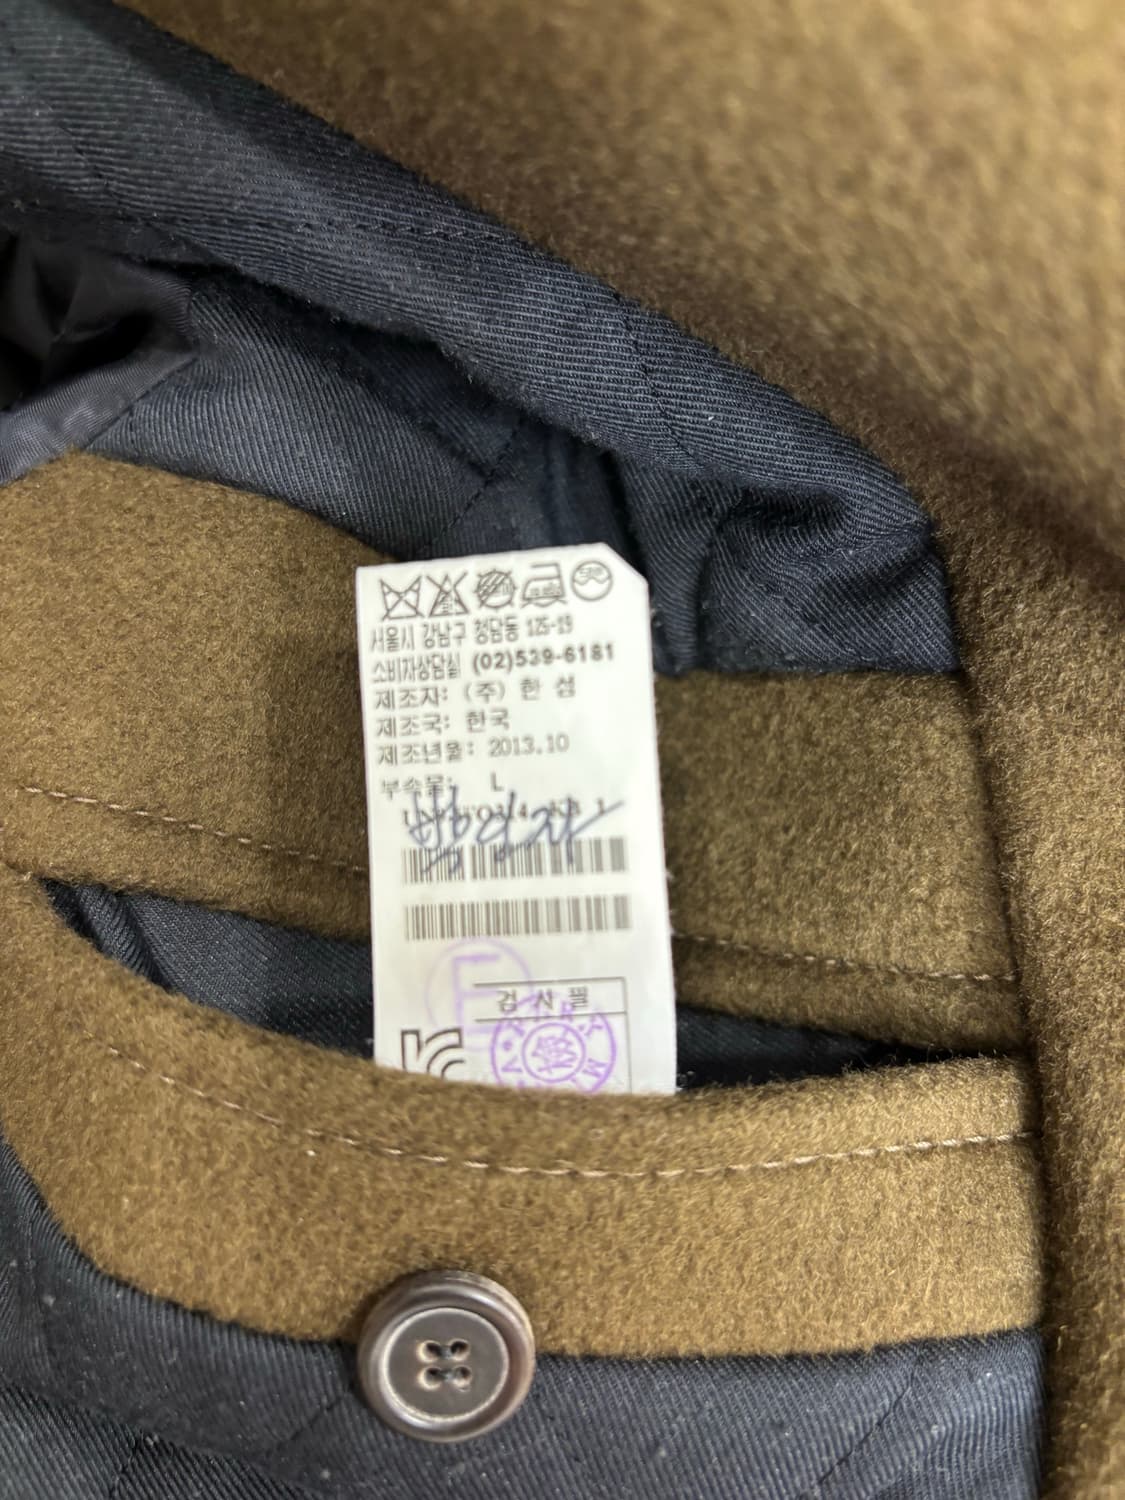 서울시 강남구 청담동 125-19
소비자상담실 (02)539-6181
제조자: (주) 한 섬
제조국: 한국
제조년월: 2013.10
부속물: L
검 사 필